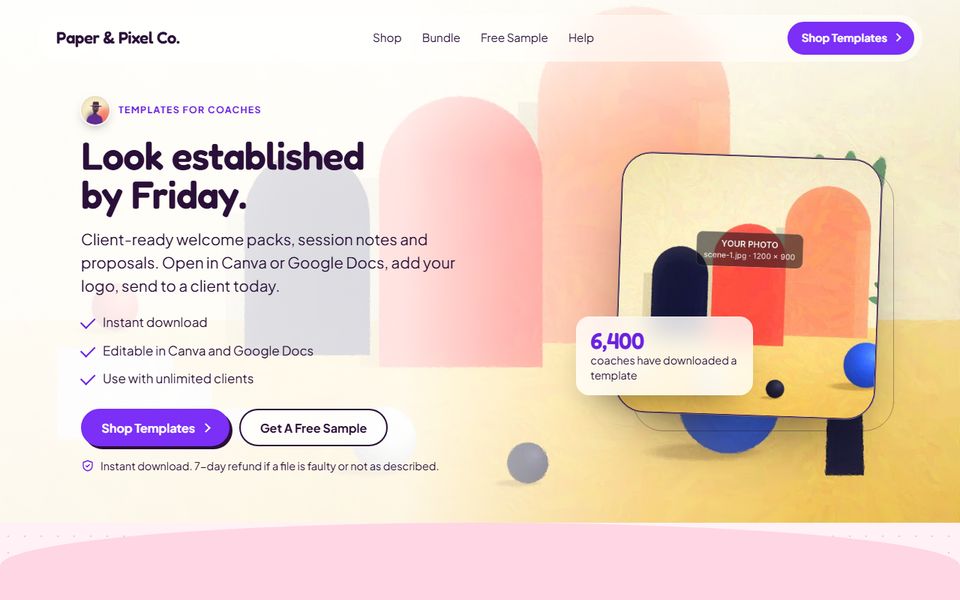 Paper & Pixel Co.
Shop
Bundle
Free Sample
Help
Shop Templates
TEMPLATES FOR COACHES
Look established
by Friday.
Client-ready welcome packs, session notes and
proposals. Open in Canva or Google Docs, add your
logo, send to a client today.
Instant download
Editable in Canva and Google Docs
Use with unlimited clients
Shop Templates
Get A Free Sample
Instant download. 7–day refund if a file is faulty or not as described.
YOUR PHOTO
scene-1.jpg · 1200 × 900
6,400
coaches have downloaded a
template